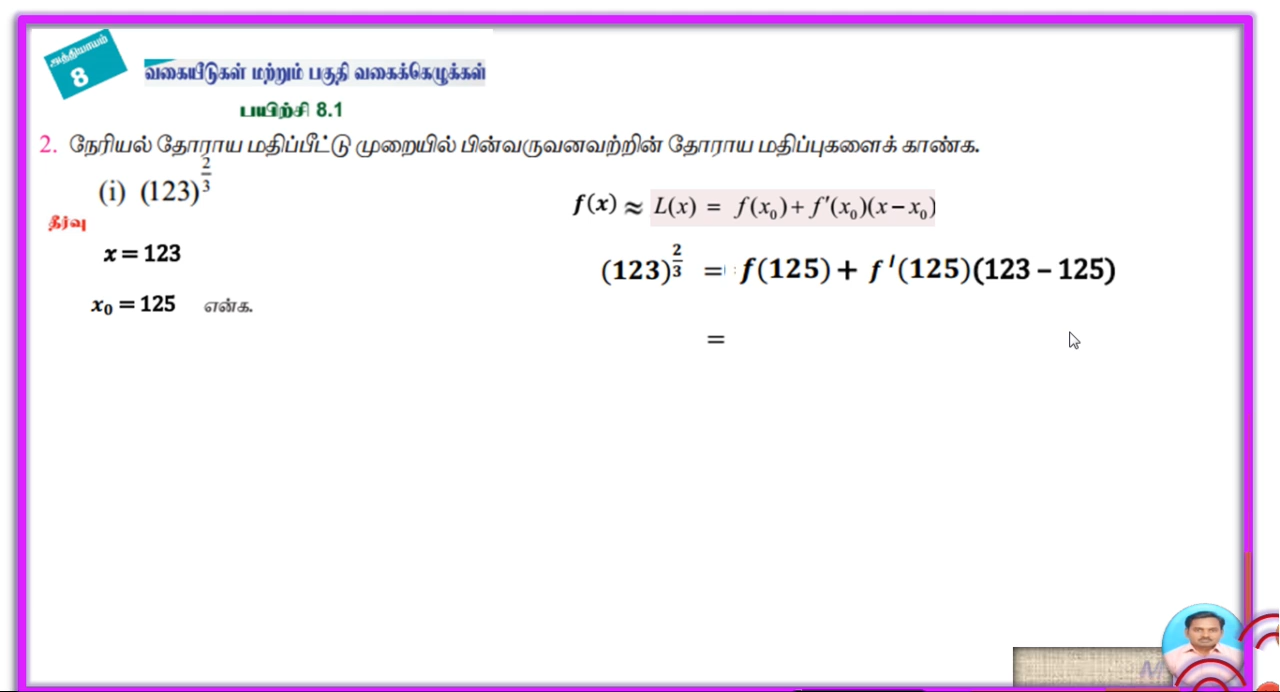 அத்தியாயம்
8
வகையீடுகள் மற்றும் பகுதி வகைக்கெழுக்கள்
பயிற்சி 8.1
2. நேரியல் தோராய மதிப்பீட்டு முறையில் பின்வருவனவற்றின் தோராய மதிப்புகளைக் காண்க.
(i) (123)^(2/3)
f(x) ≈ L(x) = f(x₀) + f′(x₀)(x − x₀)
தீர்வு
x = 123
(123)^(2/3) = f(125) + f′(125)(123 − 125)
x₀ = 125 என்க.
=